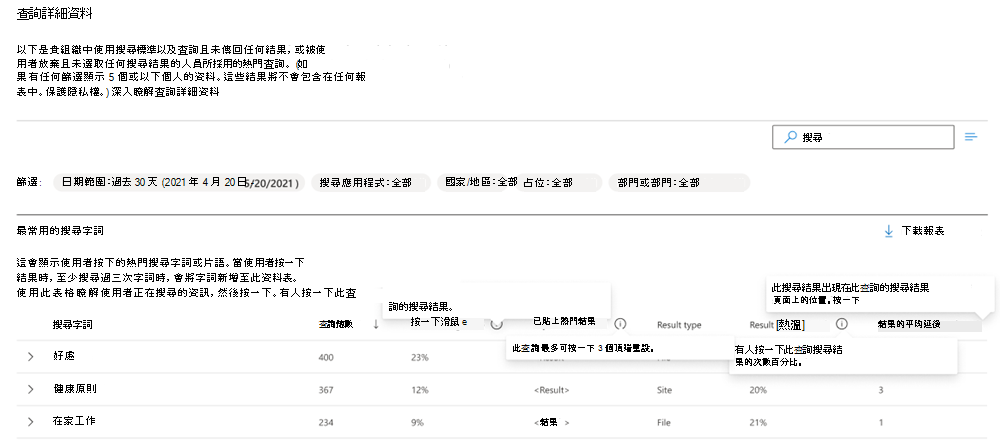 查詢詳細資料
以下是貴組織中使用搜尋標準以及查詢且未傳回任何結果，或被使
用者放棄且未選取任何搜尋結果的人員所採用的熱門查詢。 (如
果有任何篩選顯示 5 個或以下個人的資料。這些結果將不會包含在任何報
表中。保護隱私權。) 深入瞭解查詢詳細資料
搜尋
篩選:
日期範圍:過去 30 天 (2021 年 4 月 20日 5/20/2021 )
搜尋應用程式:全部
國家/地區:全部 占位:全部
部門或部門:全部
最常用的搜尋字詞
下載報表
這會顯示使用者按下的熱門搜尋字詞或片語。當使用者按一下
結果時，至少搜尋過三次字詞時，會將字詞新增至此資料表。
使用此表格瞭解使用者正在搜尋的資訊，然後按一下。有人按一下此查
詢的搜尋結果。
此搜尋結果出現在此查詢的搜尋結果
頁面上的位置。按一下
搜尋字詞
查詢總數
按一下滑鼠 e
已貼上熱門結果
Result type
Result [熱溫]
結果的平均延後
此查詢最多可按一下 3 個頂端
有人按一下此查詢搜尋結
果的次數百分比。
好處 400 23%
健康原則 367 12% <Result> Site 20% 3
在家工作 234 9% <結果 > File 21% 1